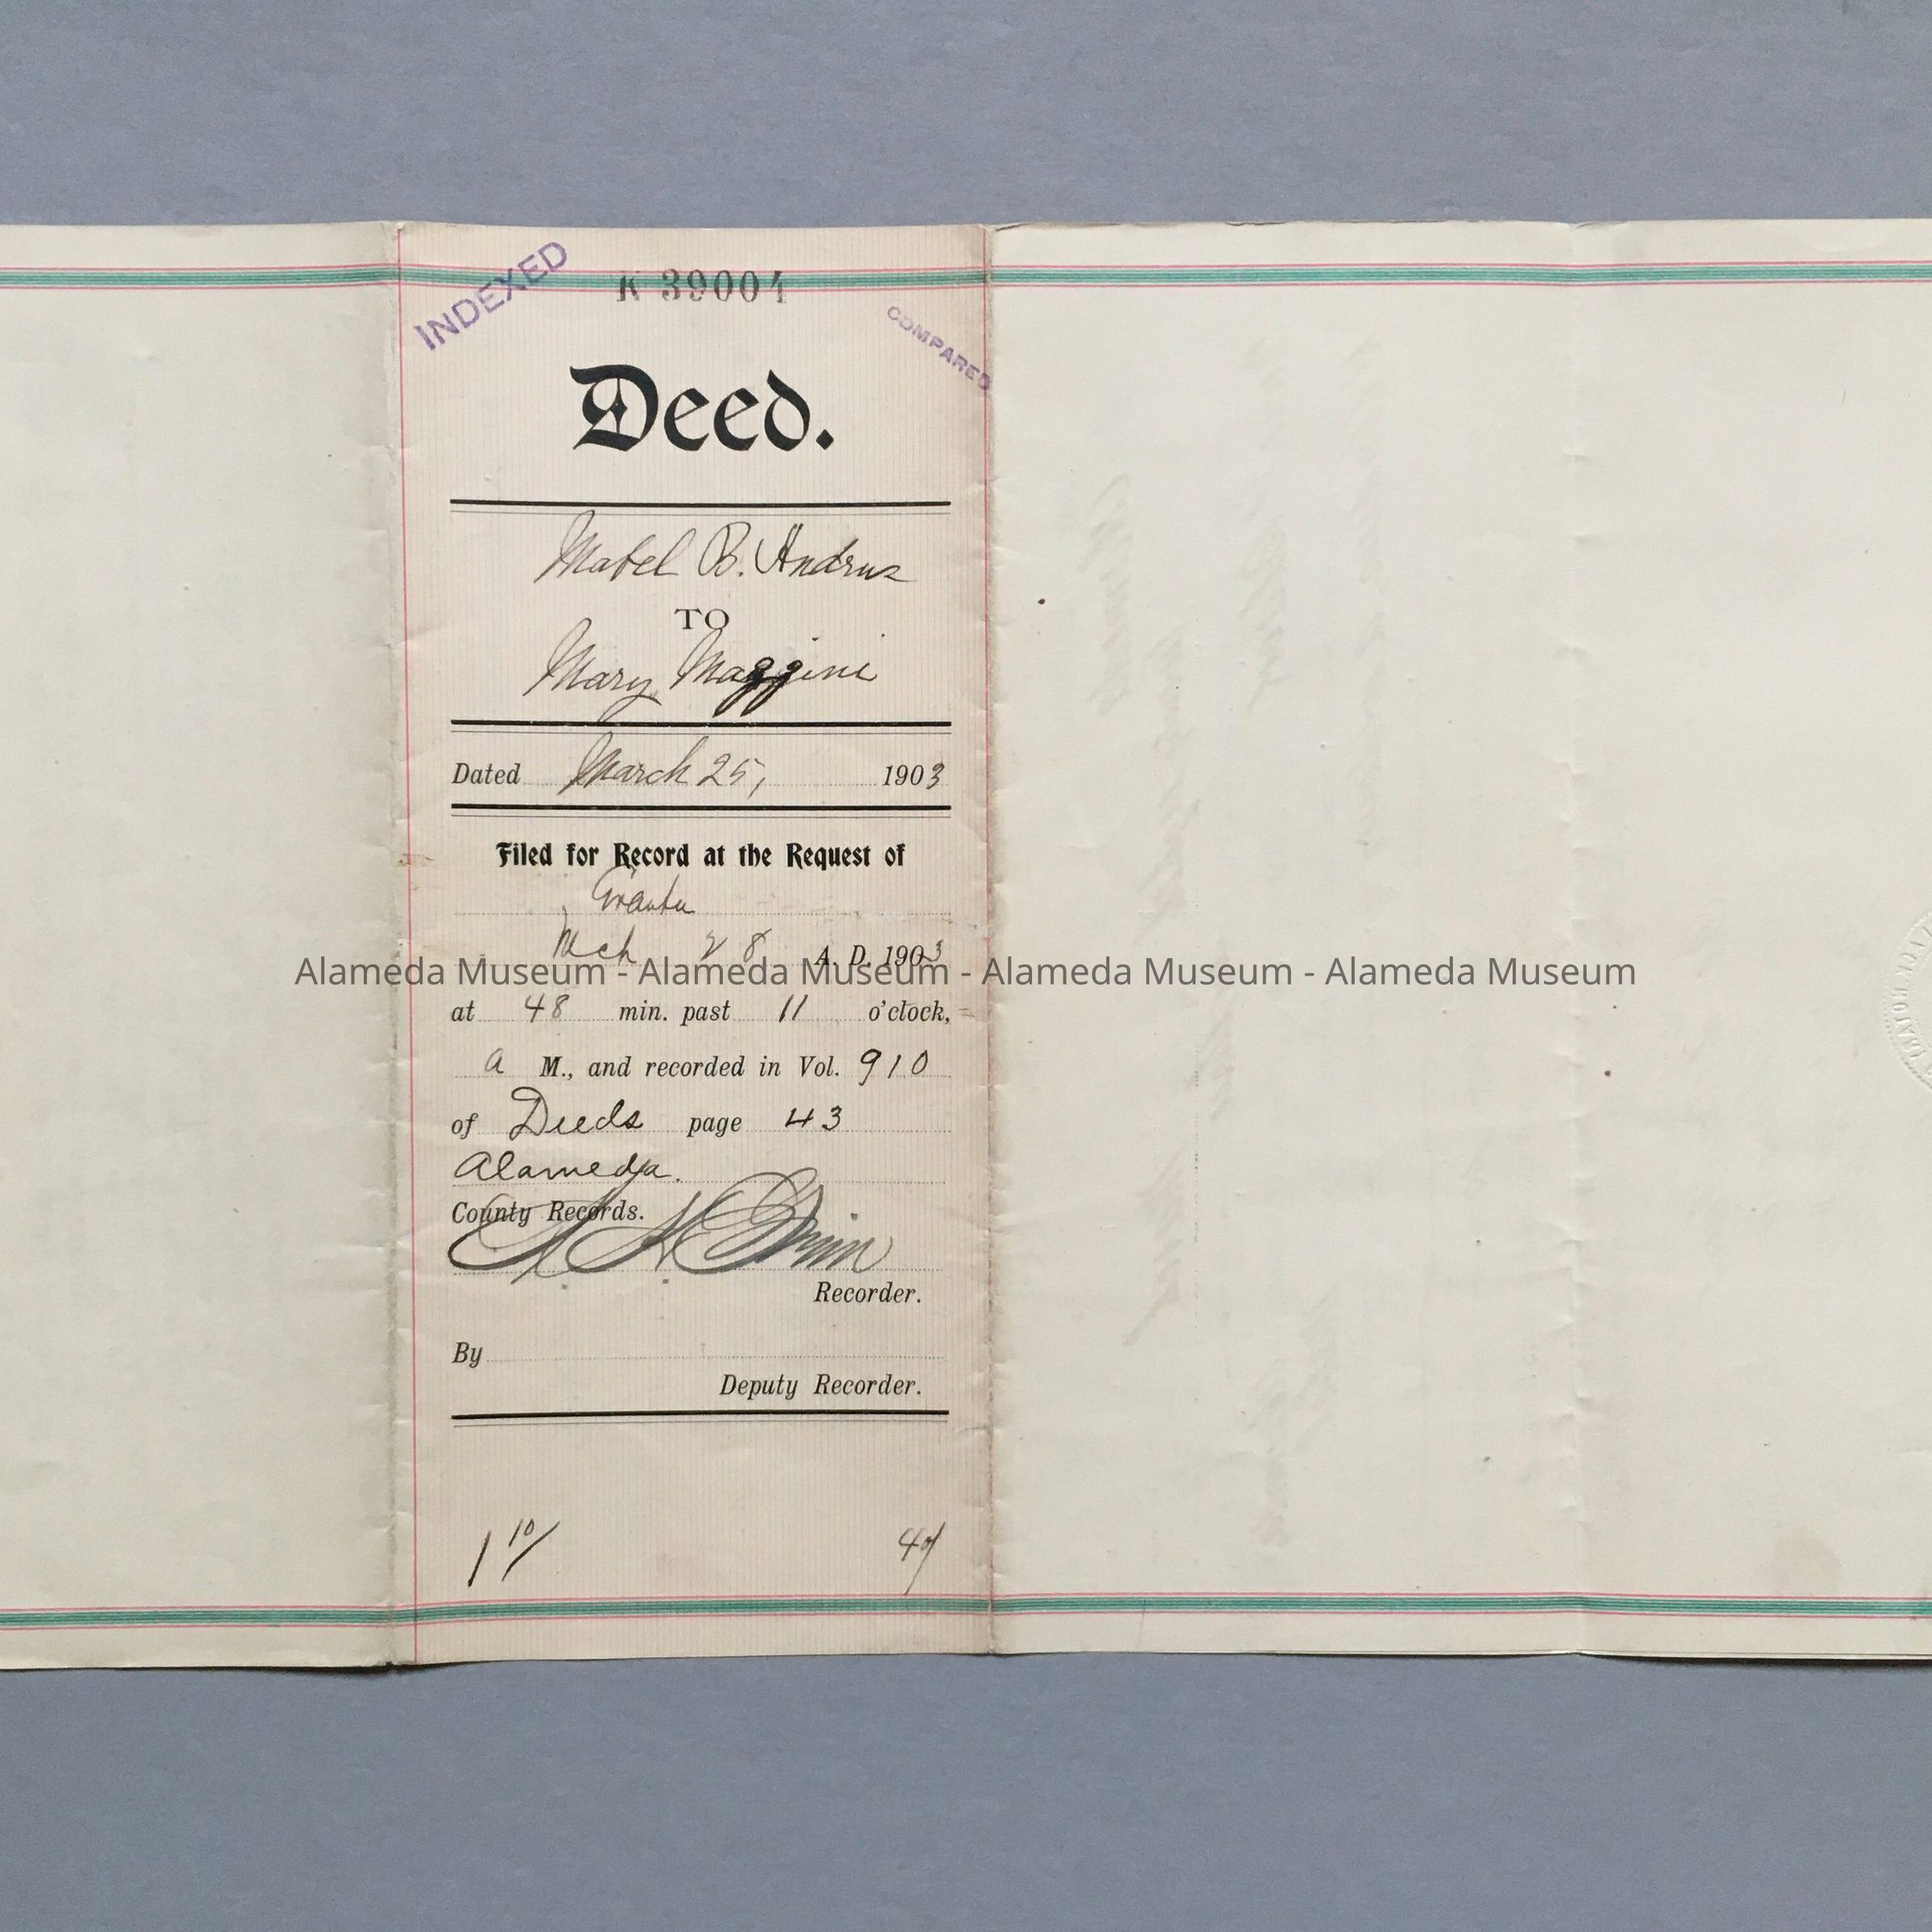 INDEXED
K 39004
COMPARED
Deed.
Mabel B. Andrus
TO
Mary Maggini
Dated March 25, 1903
Filed for Record at the Request of
Grantee
Mch 28 A. D. 1903
Alameda Museum - Alameda Museum - Alameda Museum - Alameda Museum
at 48 min. past 11 o'clock,
a M., and recorded in Vol. 910
of Deeds page 43
Alameda.
County Records.
Recorder.
By
Deputy Recorder.
1 10/